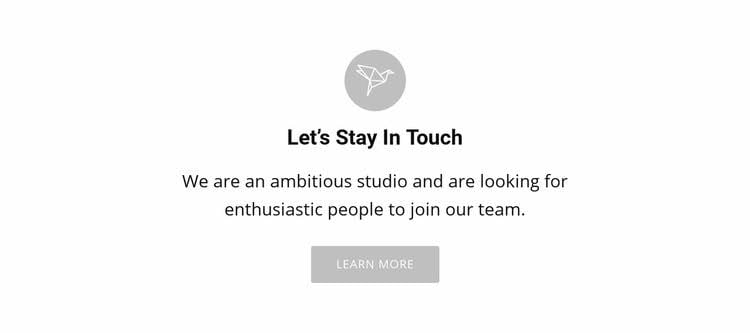 Let’s Stay In Touch
We are an ambitious studio and are looking for
enthusiastic people to join our team.
LEARN MORE